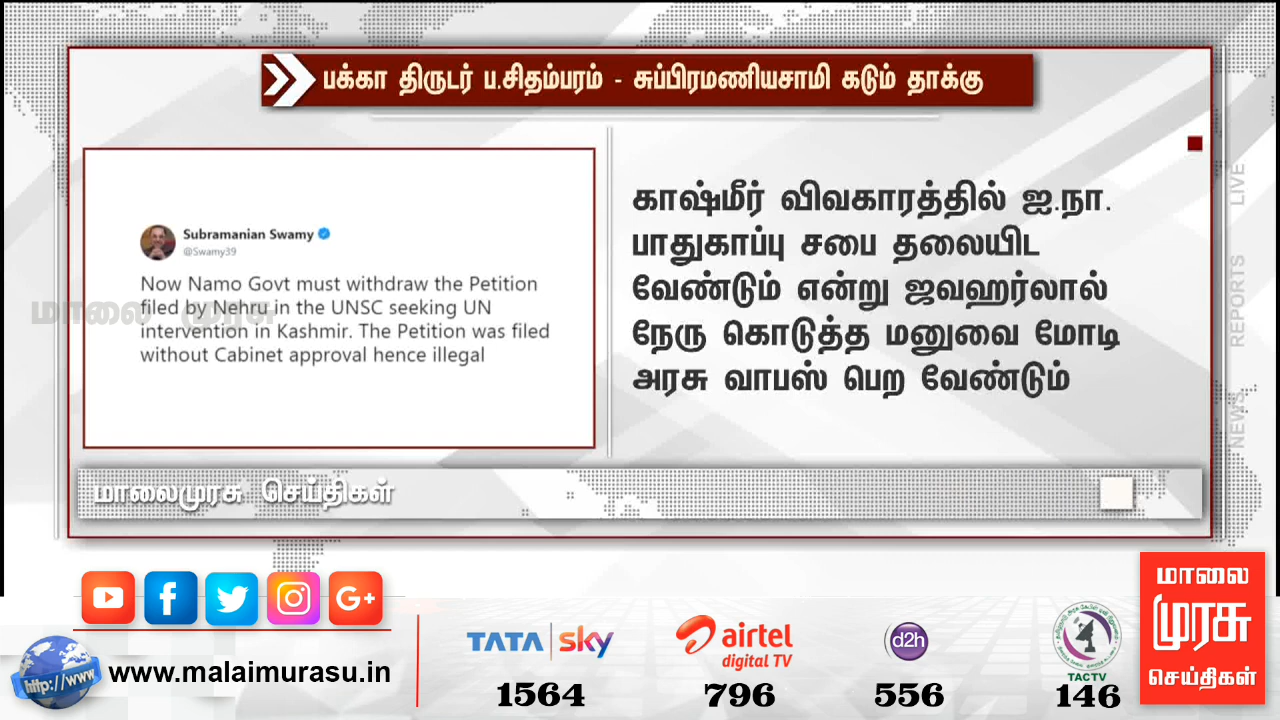 பக்கா திருடர் ப.சிதம்பரம் - சுப்பிரமணியசாமி கடும் தாக்கு
Subramanian Swamy
@Swamy39
Now Namo Govt must withdraw the Petition
filed by Nehru in the UNSC seeking UN
intervention in Kashmir. The Petition was filed
without Cabinet approval hence illegal
மாலை முரசு
காஷ்மீர் விவகாரத்தில் ஐ.நா.
பாதுகாப்பு சபை தலையிட
வேண்டும் என்று ஜவஹர்லால்
நேரு கொடுத்த மனுவை மோடி
அரசு வாபஸ் பெற வேண்டும்
NEWS REPORTS LIVE
மாலைமுரசு செய்திகள்
http://www
www.malaimurasu.in
TATA sky
1564
airtel
digital TV
796
d2h
556
TACTV
146
மாலை
முரசு
செய்திகள்